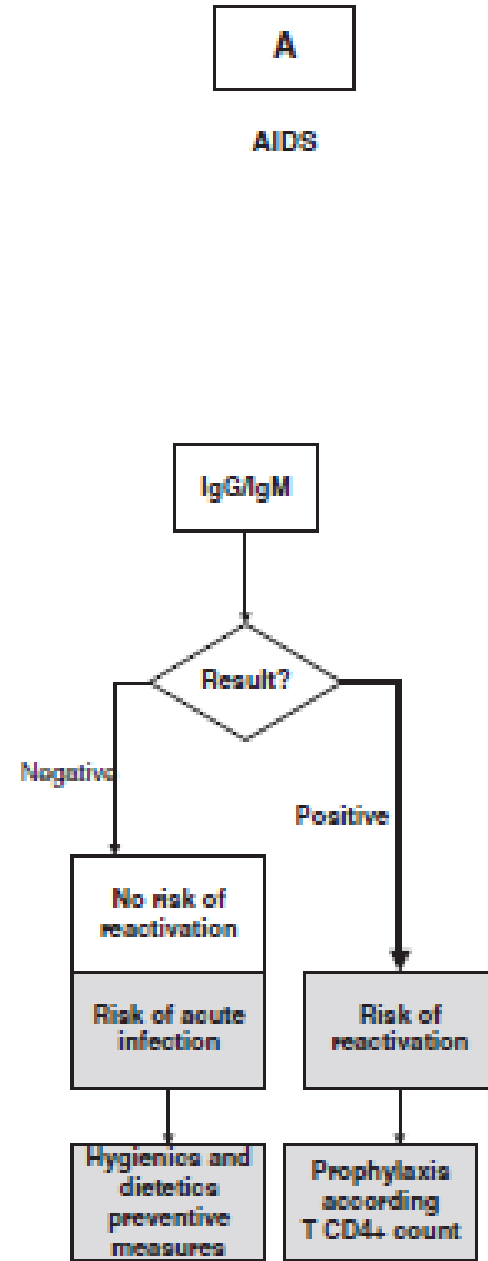 A
AIDS
IgG/IgM
Result?
Negative
Positive
No risk of
reactivation
Risk of acute
infection
Risk of
reactivation
Hygienics and
dietetics
preventive
measures
Prophylaxis
according
T CD4+ count